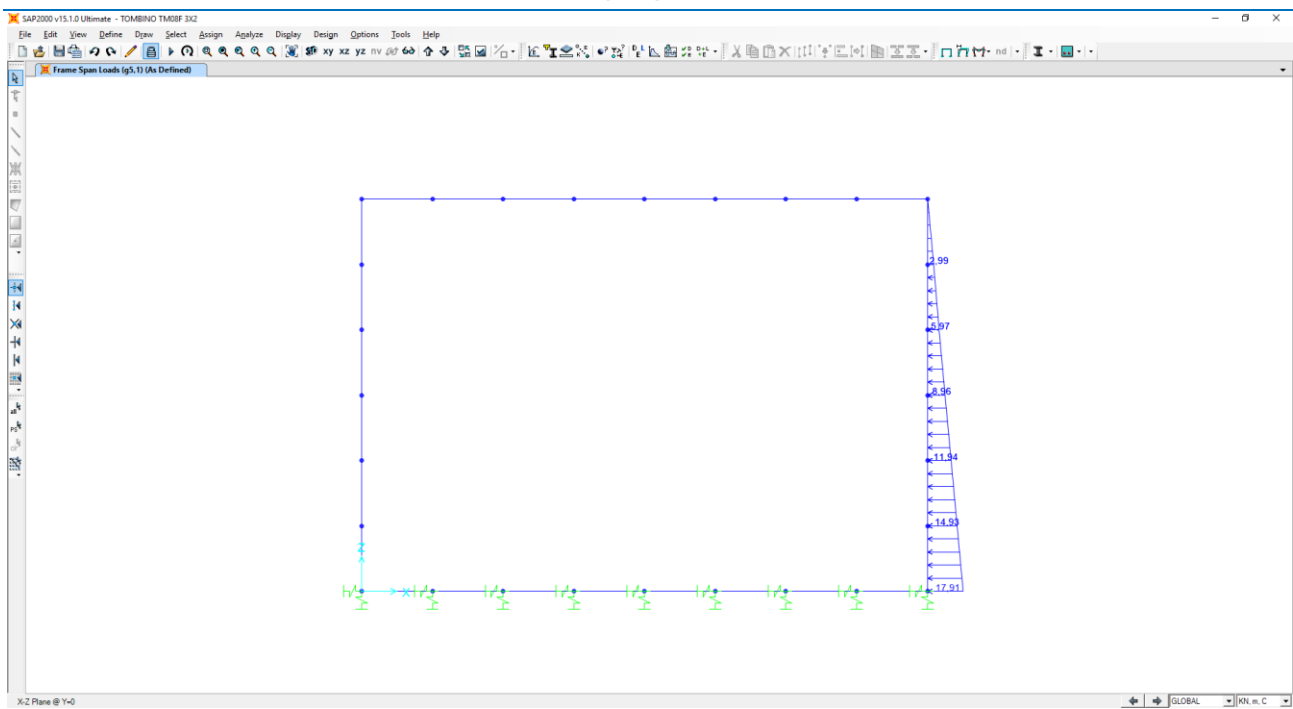 SAP2000 v15.1.0 Ultimate - TOMBINO TM08F 3X2
File Edit View Define Draw Select Assign Analyze Display Design Options Tools Help
xy xz yz nv nd
Frame Span Loads (g5,1) (As Defined)
2,99
5,97
8,96
11,94
14,93
Z
X
17,91
X-Z Plane @ Y=0
GLOBAL
KN, m, C